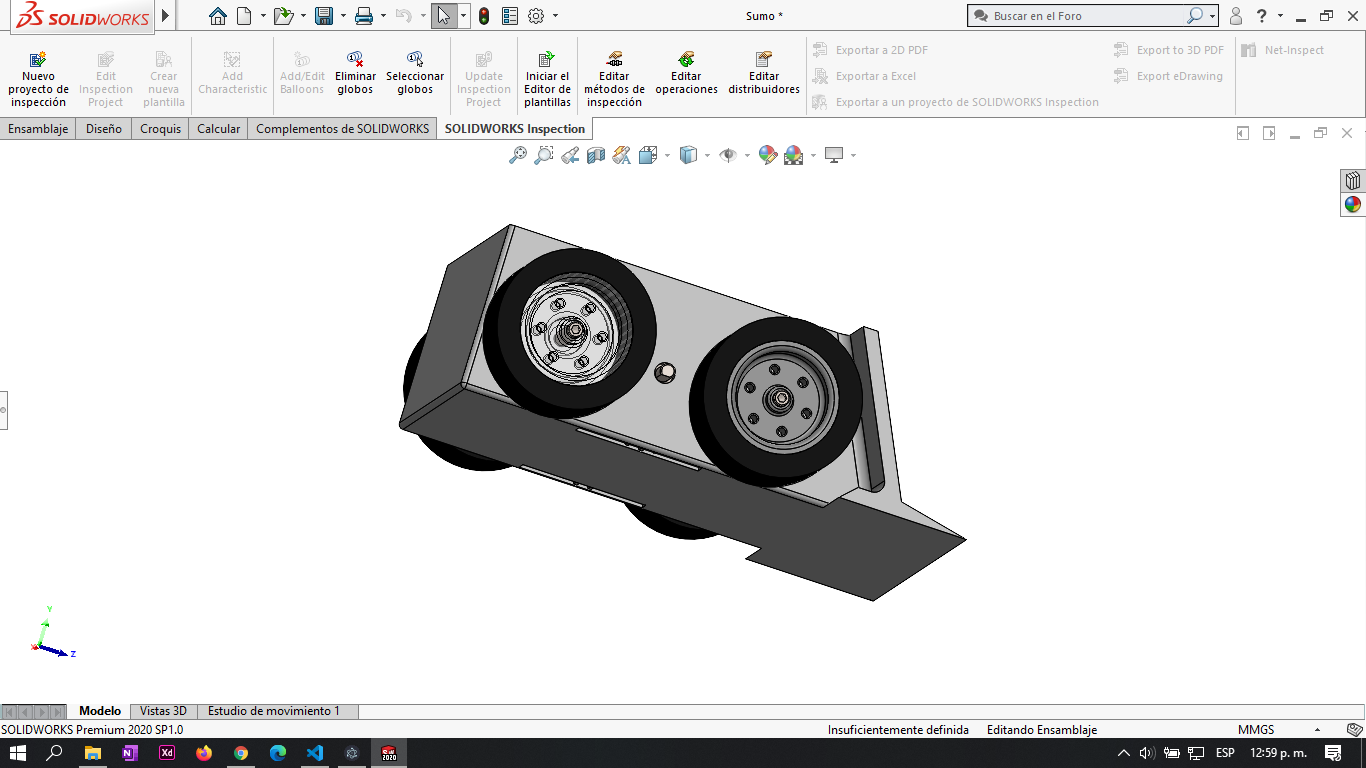 SOLIDWORKS
Sumo *
Buscar en el Foro
?
Nuevo
proyecto de
inspección
Edit
Inspection
Project
Crear
nueva
plantilla
Add
Characteristic
Add/Edit
Balloons
Eliminar
globos
Seleccionar
globos
Update
Inspection
Project
Iniciar el
Editor de
plantillas
Editar
métodos de
inspección
Editar
operaciones
Editar
distribuidores
Exportar a 2D PDF
Exportar a Excel
Exportar a un proyecto de SOLIDWORKS Inspection
Export to 3D PDF
Export eDrawing
Net-Inspect
Ensamblaje
Diseño
Croquis
Calcular
Complementos de SOLIDWORKS
SOLIDWORKS Inspection
Y
X
Z
Modelo
Vistas 3D
Estudio de movimiento 1
SOLIDWORKS Premium 2020 SP1.0
Insuficientemente definida
Editando Ensamblaje
MMGS
N
Xd
SW
2020
ESP
12:59 p. m.